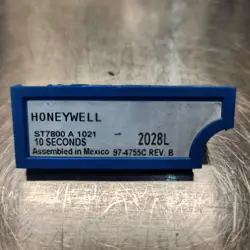 HONEYWELL
ST7800 A 1021 – 2028L
10 SECONDS
Assembled in Mexico 97-4755C REV. B